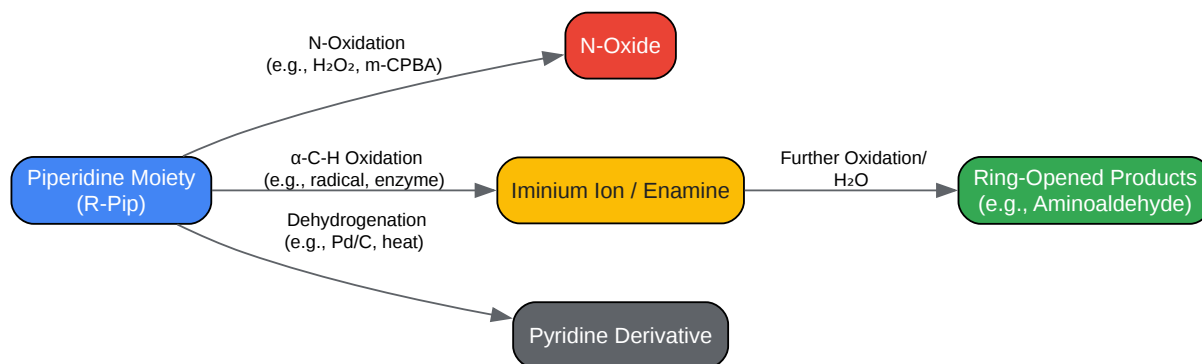 N-Oxidation
(e.g., H₂O₂, m-CPBA)
N-Oxide
Piperidine Moiety
(R-Pip)
α-C-H Oxidation
(e.g., radical, enzyme)
Iminium Ion / Enamine
Further Oxidation/
H₂O
Ring-Opened Products
(e.g., Aminoaldehyde)
Dehydrogenation
(e.g., Pd/C, heat)
Pyridine Derivative